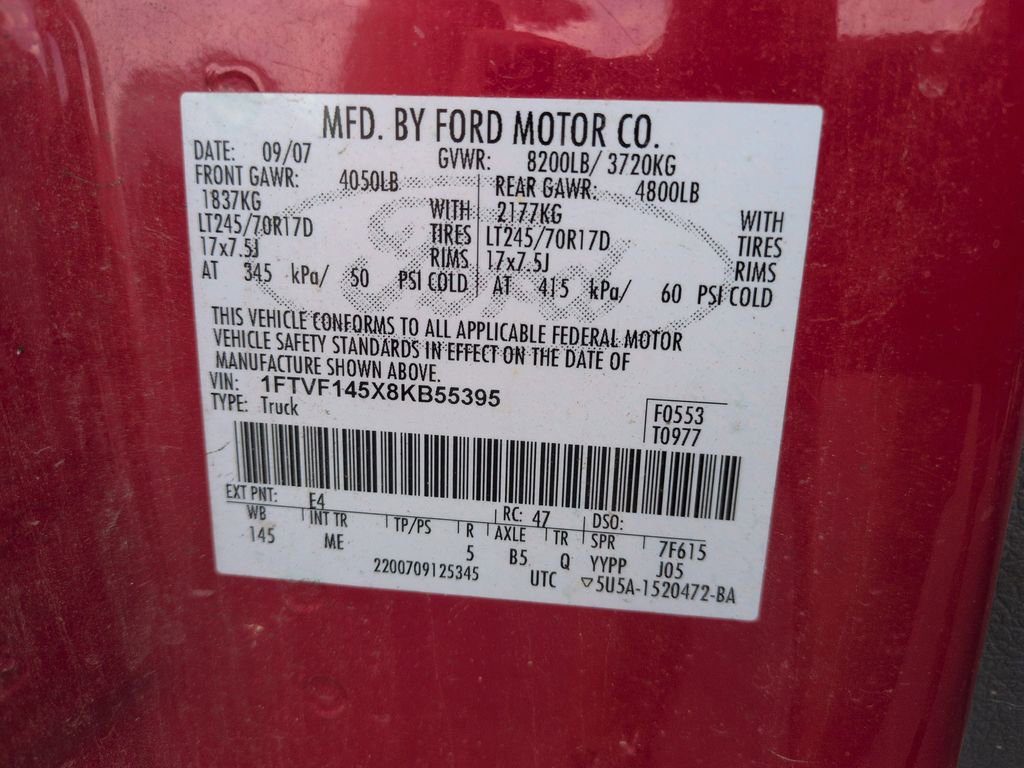 MFD. BY FORD MOTOR CO.
DATE: 09/07 GVWR: 8200LB/ 3720KG
FRONT GAWR: 4050LB REAR GAWR: 4800LB
1837KG WITH 2177KG WITH
LT245/70R17D TIRES LT245/70R17D TIRES
17x7.5J RIMS 17x7.5J RIMS
AT 345 kPa/ 50 PSI COLD AT 415 kPa/ 60 PSI COLD
THIS VEHICLE CONFORMS TO ALL APPLICABLE FEDERAL MOTOR
VEHICLE SAFETY STANDARDS IN EFFECT ON THE DATE OF
MANUFACTURE SHOWN ABOVE.
VIN: 1FTVF145X8KB55395
TYPE: Truck
F0553
T0977
EXT PNT: E4 RC: 47 DSO:
WB INT TR TP/PS R AXLE TR SPR 7F615
145 ME 5 B5 Q YYPP J05
2200709125345 UTC ▽5U5A-1520472-BA
Ford